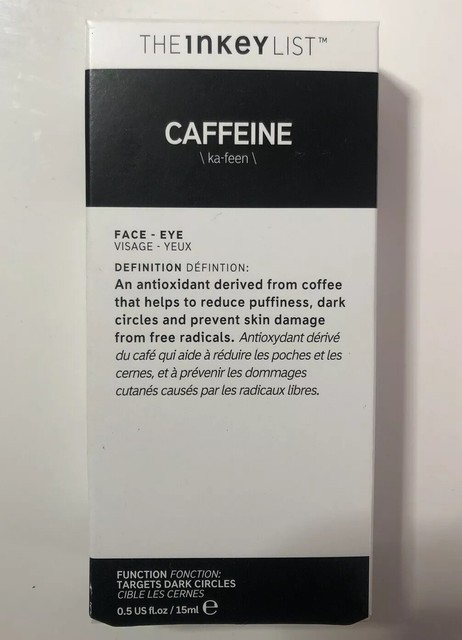 THE INKEY LIST™
CAFFEINE
\ ka-feen \
FACE - EYE
VISAGE - YEUX
DEFINITION DÉFINTION:
An antioxidant derived from coffee
that helps to reduce puffiness, dark
circles and prevent skin damage
from free radicals. Antioxydant dérivé
du café qui aide à réduire les poches et les
cernes, et à prévenir les dommages
cutanés causés par les radicaux libres.
FUNCTION FONCTION:
TARGETS DARK CIRCLES
CIBLE LES CERNES
0.5 US fl.oz / 15ml ℮